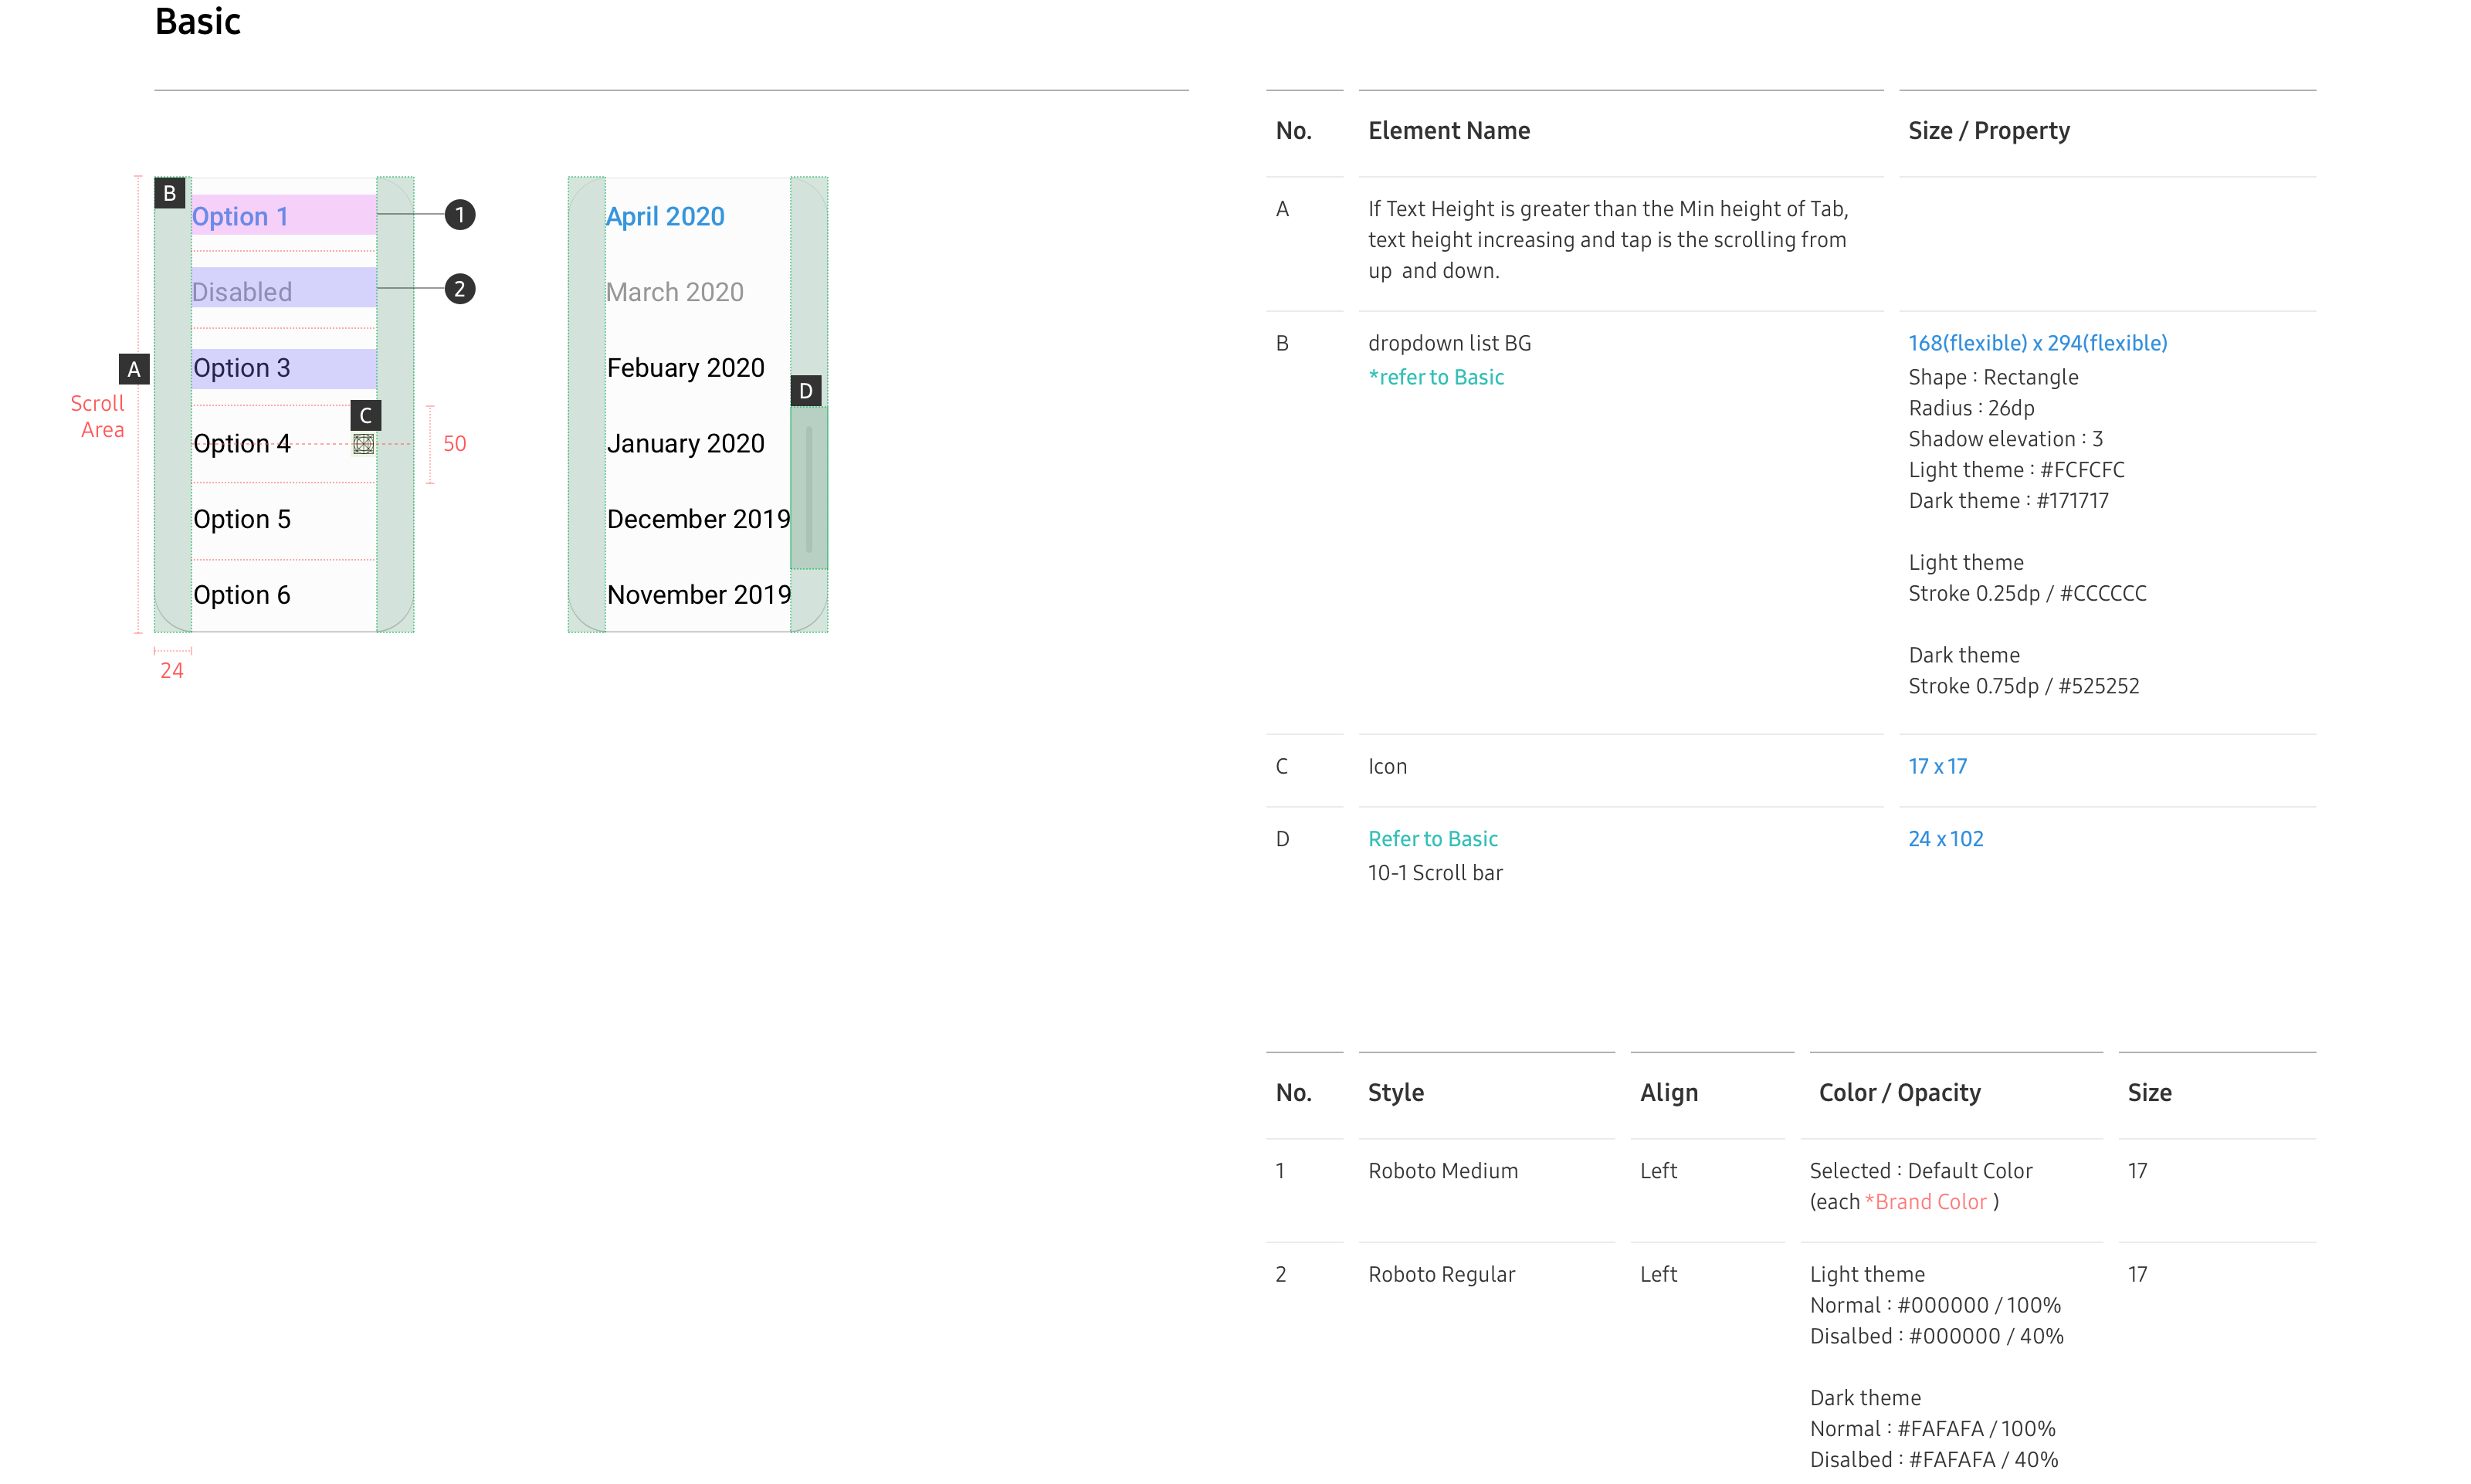 Basic
B
Option 1
1
Disabled
2
A
Option 3
Scroll
Area
C
Option 4
50
Option 5
Option 6
24
April 2020
March 2020
Febuary 2020
D
January 2020
December 2019
November 2019
No. Element Name Size / Property
A If Text Height is greater than the Min height of Tab,
text height increasing and tap is the scrolling from
up and down.
B dropdown list BG 168(flexible) x 294(flexible)
*refer to Basic Shape : Rectangle
Radius : 26dp
Shadow elevation : 3
Light theme : #FCFCFC
Dark theme : #171717
Light theme
Stroke 0.25dp / #CCCCCC
Dark theme
Stroke 0.75dp / #525252
C Icon 17 x 17
D Refer to Basic 24 x 102
10-1 Scroll bar
No. Style Align Color / Opacity Size
1 Roboto Medium Left Selected : Default Color 17
(each *Brand Color )
2 Roboto Regular Left Light theme 17
Normal : #000000 / 100%
Disalbed : #000000 / 40%
Dark theme
Normal : #FAFAFA / 100%
Disalbed : #FAFAFA / 40%